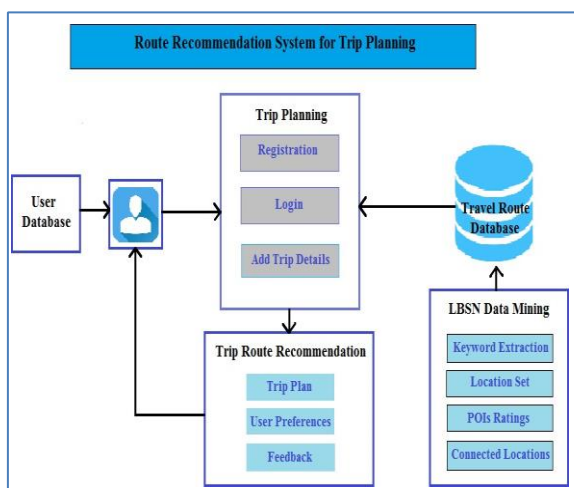 Route Recommendation System for Trip Planning
Trip Planning
Registration
Login
Add Trip Details
User
Database
Travel Route
Database
Trip Route Recommendation
Trip Plan
User Preferences
Feedback
LBSN Data Mining
Keyword Extraction
Location Set
POIs Ratings
Connected Locations